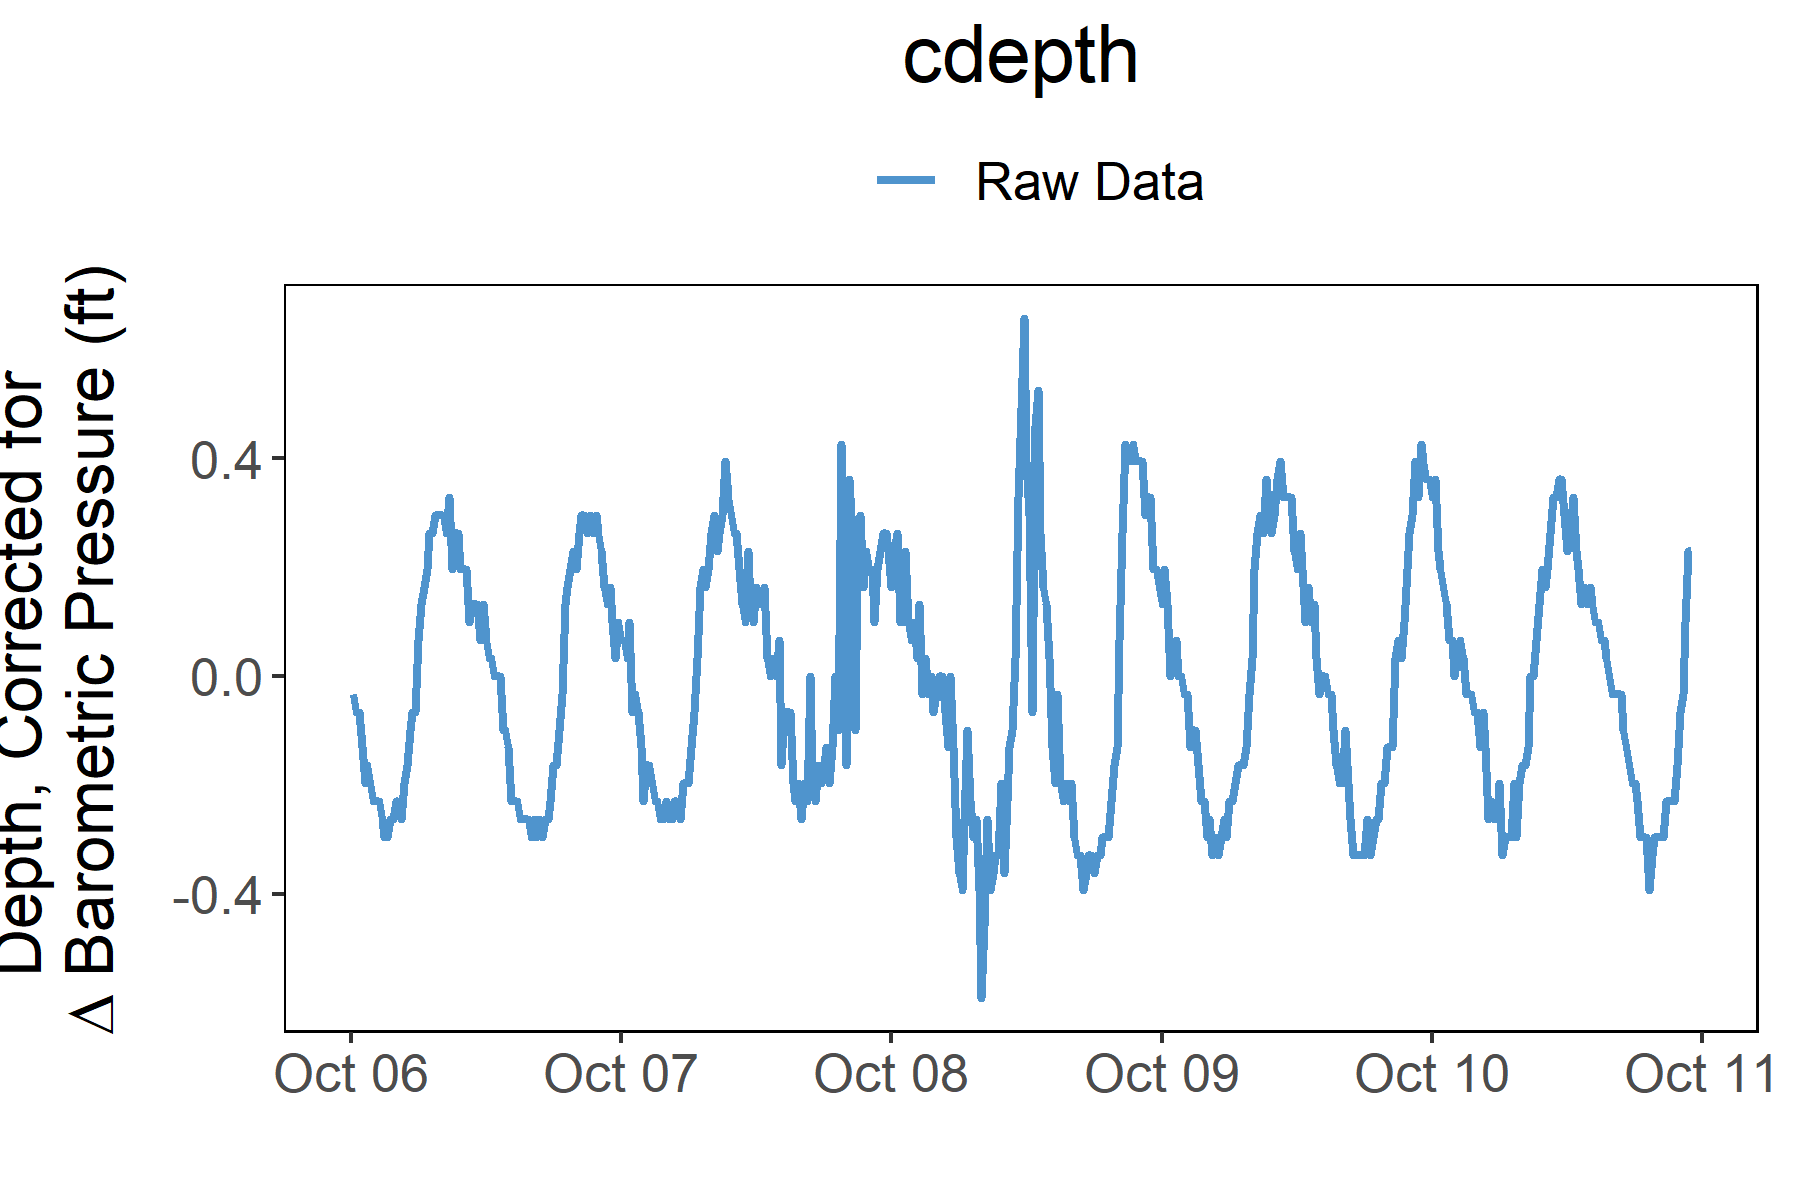 cdepth
Raw Data
Depth, Corrected for
Δ Barometric Pressure (ft)
0.4
0.0
-0.4
Oct 06
Oct 07
Oct 08
Oct 09
Oct 10
Oct 11